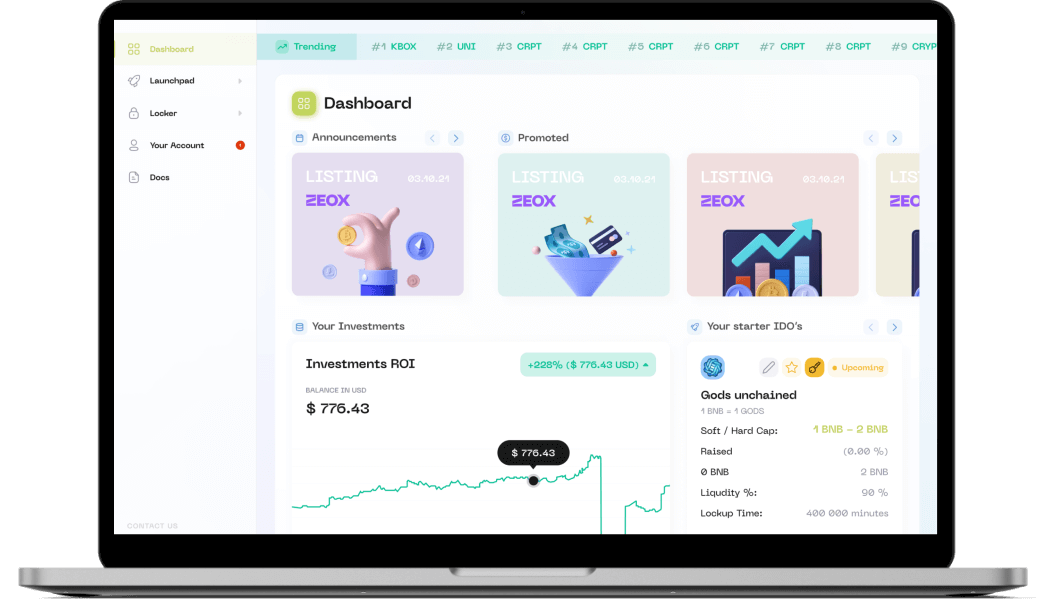 Dashboard
Launchpad
Locker
Your Account
Docs
CONTACT US
Trending #1 KBOX #2 UNI #3 CRPT #4 CRPT #5 CRPT #6 CRPT #7 CRPT #8 CRPT #9 CRYP
Dashboard
Announcements
LISTING 03.10.21
ZEOX
Promoted
LISTING 03.10.21
ZEOX
LISTING 03.10.21
ZEOX
LIS
ZEO
Your Investments
Investments ROI +228% ($ 776.43 USD)
BALANCE IN USD
$ 776.43
$ 776.43
Your starter IDO's
Upcoming
Gods unchained
1 BNB = 1 GODS
Soft / Hard Cap: 1 BNB - 2 BNB
Raised (0.00 %)
0 BNB 2 BNB
Liqudity %: 90 %
Lockup Time: 400 000 minutes